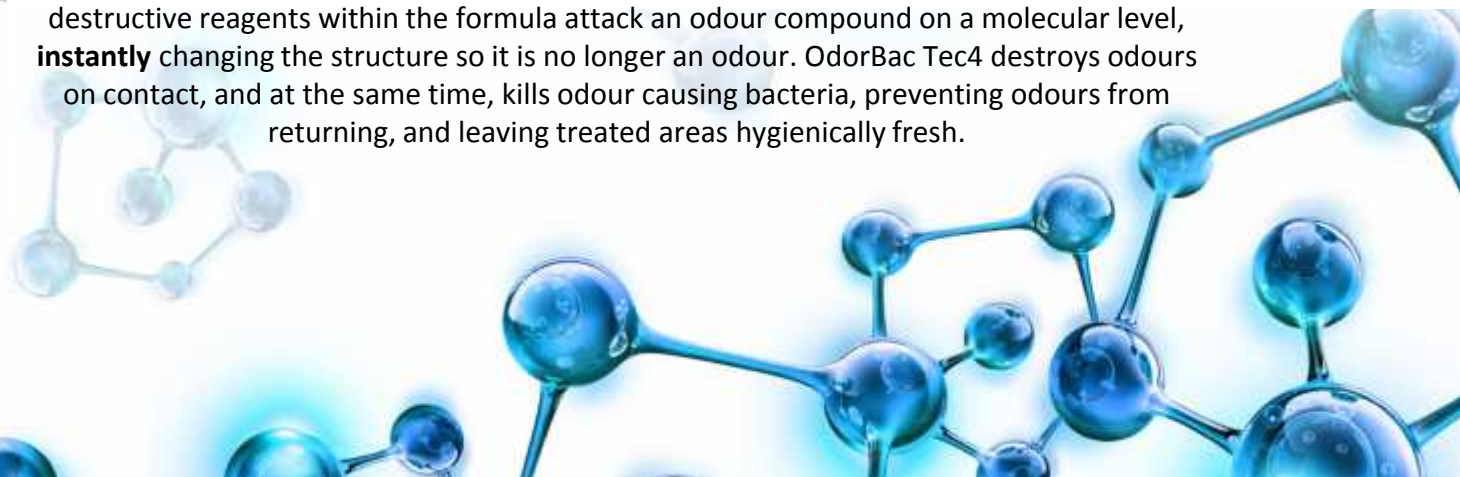 destructive reagents within the formula attack an odour compound on a molecular level,
instantly changing the structure so it is no longer an odour. OdorBac Tec4 destroys odours
on contact, and at the same time, kills odour causing bacteria, preventing odours from
returning, and leaving treated areas hygienically fresh.